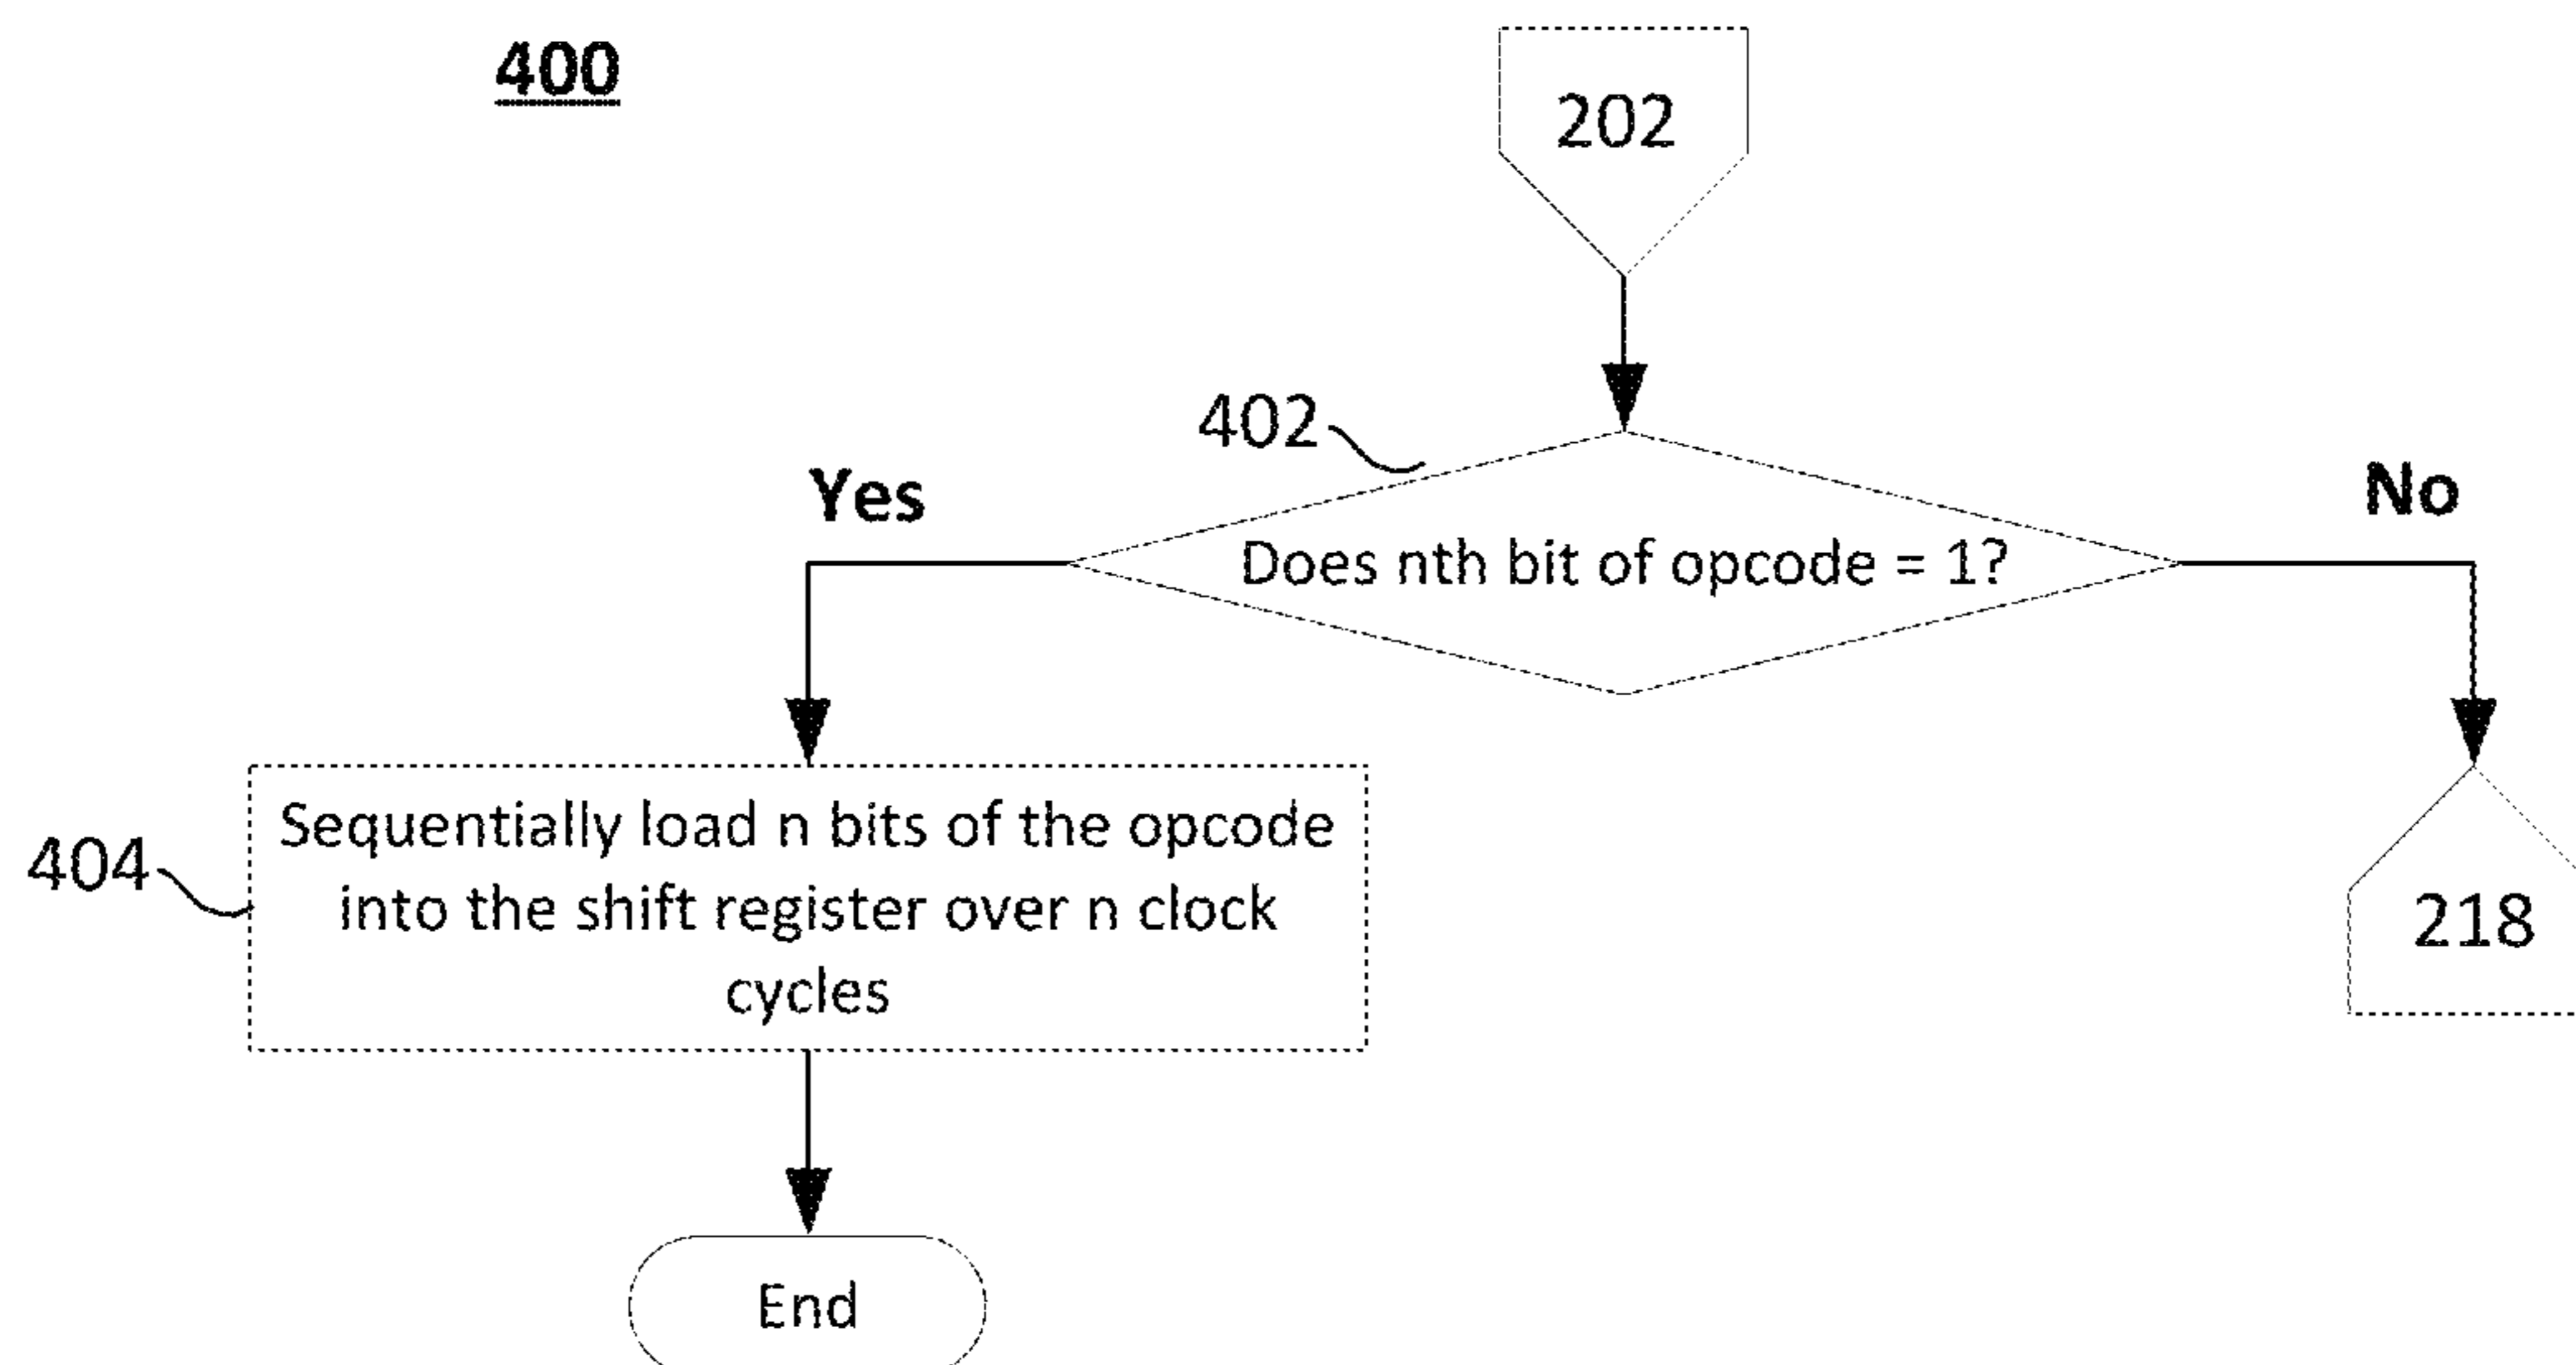 400
202
402
Yes
No
Does nth bit of opcode = 1?
404
Sequentially load n bits of the opcode
into the shift register over n clock
cycles
218
End